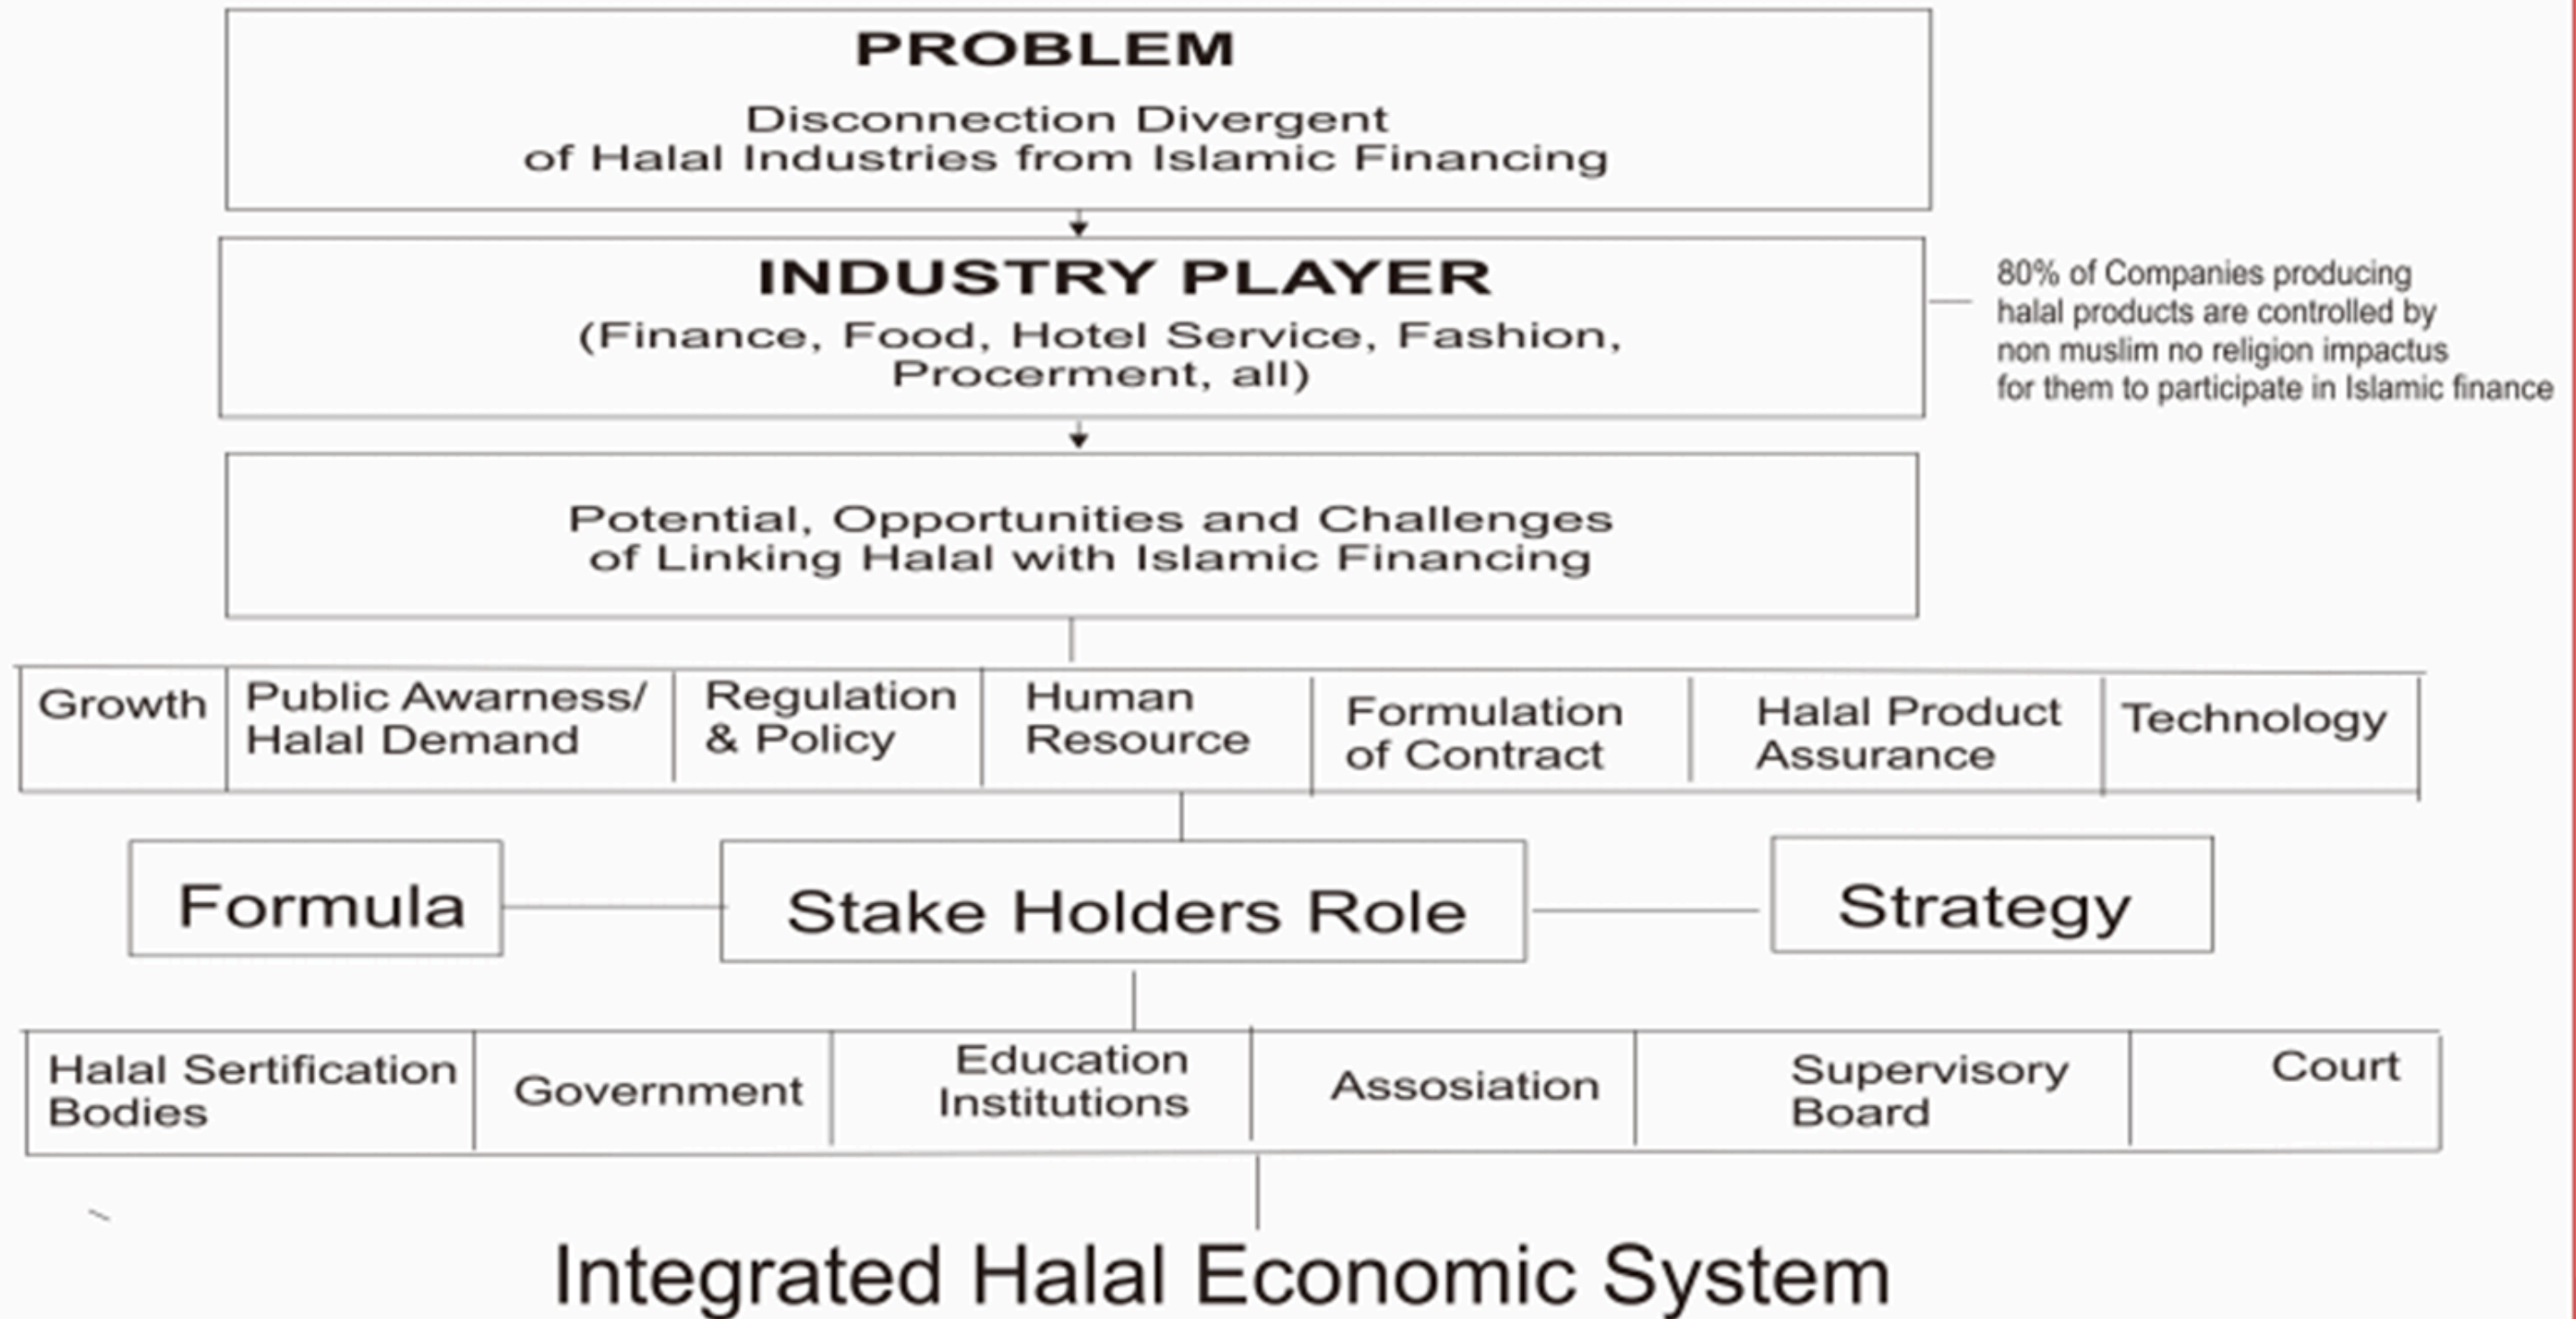 PROBLEM
Disconnection Divergent
of Halal Industries from Islamic Financing
INDUSTRY PLAYER
(Finance, Food, Hotel Service, Fashion,
Procerment, all)
80% of Companies producing
halal products are controlled by
non muslim no religion impactus
for them to participate in Islamic finance
Potential, Opportunities and Challenges
of Linking Halal with Islamic Financing
Growth
Public Awarness/
Halal Demand
Regulation
& Policy
Human
Resource
Formulation
of Contract
Halal Product
Assurance
Technology
Formula
Stake Holders Role
Strategy
Halal Sertification
Bodies
Government
Education
Institutions
Assosiation
Supervisory
Board
Court
Integrated Halal Economic System